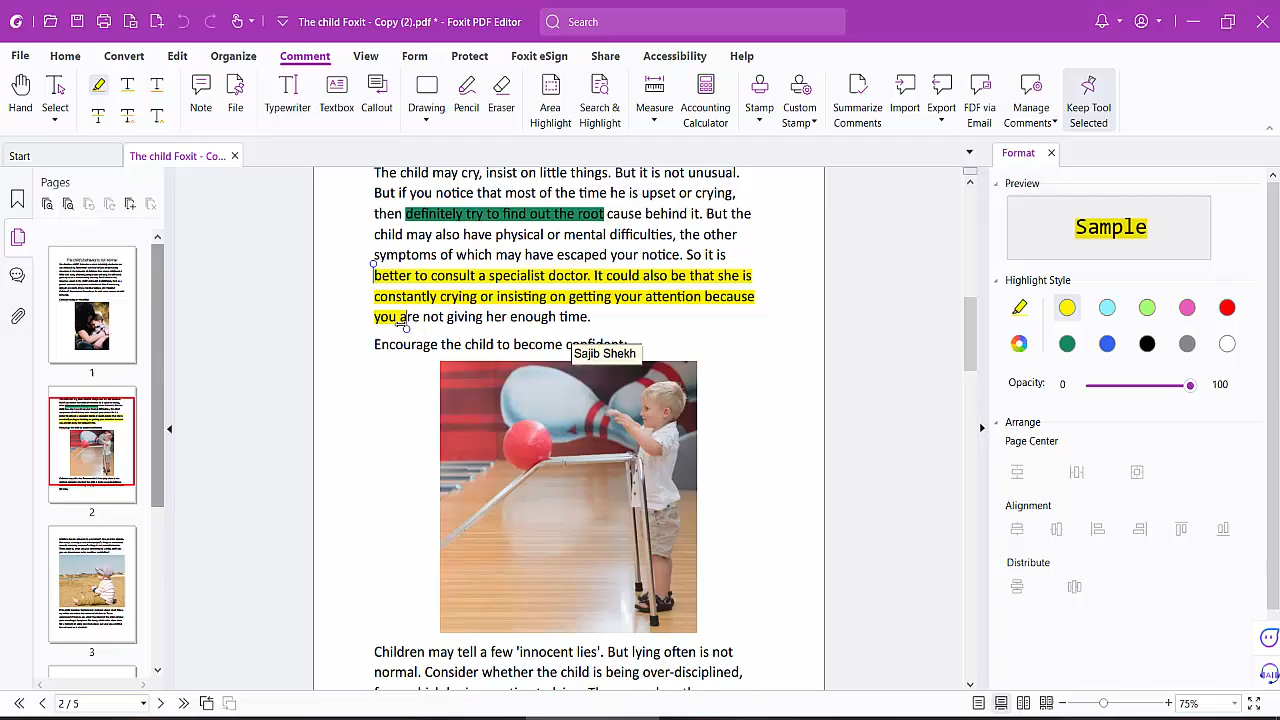 The child Foxit - Copy (2).pdf * - Foxit PDF Editor
Search
File Home Convert Edit Organize Comment View Form Protect Foxit eSign Share Accessibility Help
Hand Select Note File Typewriter Textbox Callout Drawing Pencil Eraser Area Highlight Search & Highlight Measure Accounting Calculator Stamp Custom Stamp Summarize Comments Import Export PDF via Email Manage Comments Keep Tool Selected
Start
The child Foxit - Co...
Format
Pages
1
2
3
The child may cry, insist on little things. But it is not unusual.
But if you notice that most of the time he is upset or crying,
then definitely try to find out the root cause behind it. But the
child may also have physical or mental difficulties, the other
symptoms of which may have escaped your notice. So it is
better to consult a specialist doctor. It could also be that she is
constantly crying or insisting on getting your attention because
you are not giving her enough time.
Encourage the child to become confident:
Sajib Shekh
Children may tell a few 'innocent lies'. But lying often is not
normal. Consider whether the child is being over-disciplined,
Preview
Sample
Highlight Style
Opacity: 0 100
Arrange
Page Center
Alignment
Distribute
2 / 5
75%